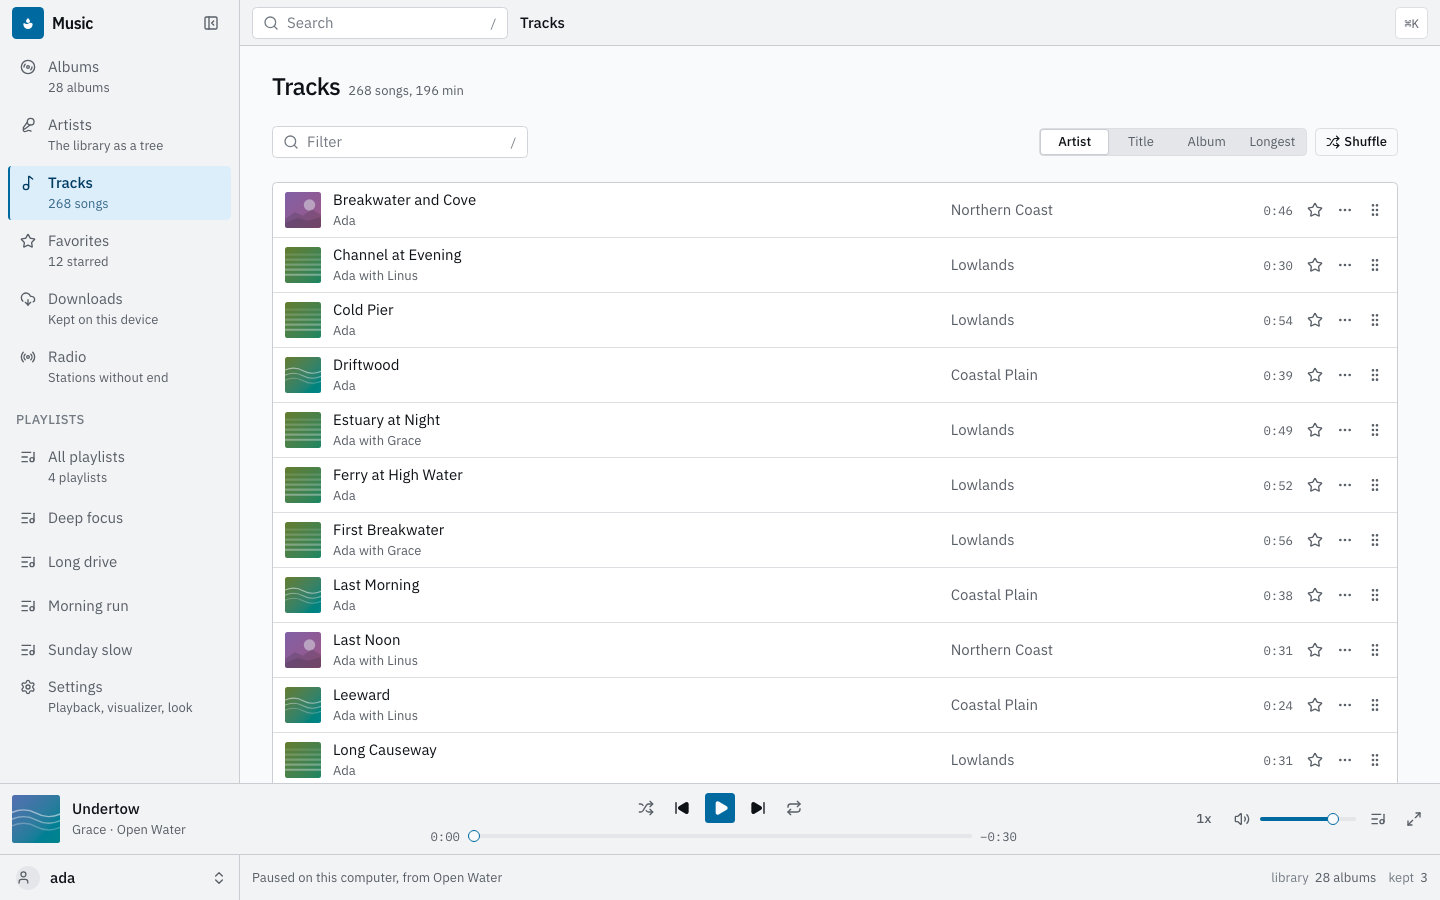 Music
Albums
28 albums
Artists
The library as a tree
Tracks
268 songs
Favorites
12 starred
Downloads
Kept on this device
Radio
Stations without end
PLAYLISTS
All playlists
4 playlists
Deep focus
Long drive
Morning run
Sunday slow
Settings
Playback, visualizer, look
Search /
Tracks
⌘K
Tracks 268 songs, 196 min
Filter /
Artist Title Album Longest Shuffle
Breakwater and Cove
Ada
Northern Coast 0:46
Channel at Evening
Ada with Linus
Lowlands 0:30
Cold Pier
Ada
Lowlands 0:54
Driftwood
Ada
Coastal Plain 0:39
Estuary at Night
Ada with Grace
Lowlands 0:49
Ferry at High Water
Ada
Lowlands 0:52
First Breakwater
Ada with Grace
Lowlands 0:56
Last Morning
Ada
Coastal Plain 0:38
Last Noon
Ada with Linus
Northern Coast 0:31
Leeward
Ada with Linus
Coastal Plain 0:24
Long Causeway
Ada
Lowlands 0:31
Undertow
Grace · Open Water
0:00 −0:30
1x
ada
Paused on this computer, from Open Water
library 28 albums kept 3